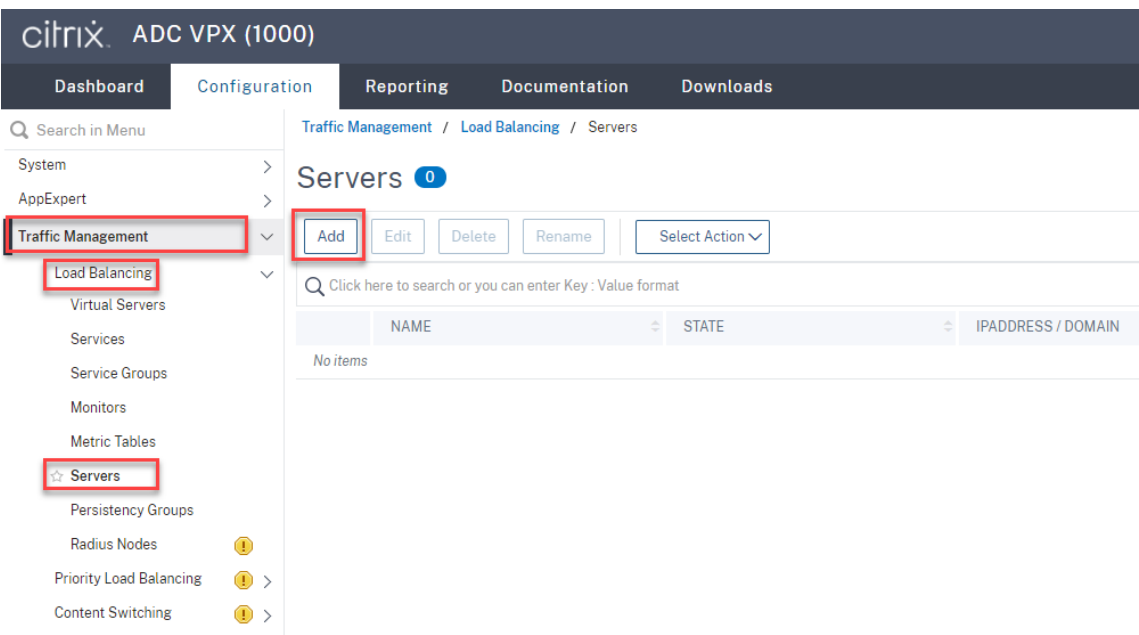 citrix. ADC VPX (1000)
Dashboard Configuration Reporting Documentation Downloads
Search in Menu
System
AppExpert
Traffic Management
Load Balancing
Virtual Servers
Services
Service Groups
Monitors
Metric Tables
Servers
Persistency Groups
Radius Nodes
Priority Load Balancing
Content Switching
Traffic Management / Load Balancing / Servers
Servers 0
Add Edit Delete Rename Select Action
Click here to search or you can enter Key : Value format
NAME STATE IPADDRESS / DOMAIN
No items